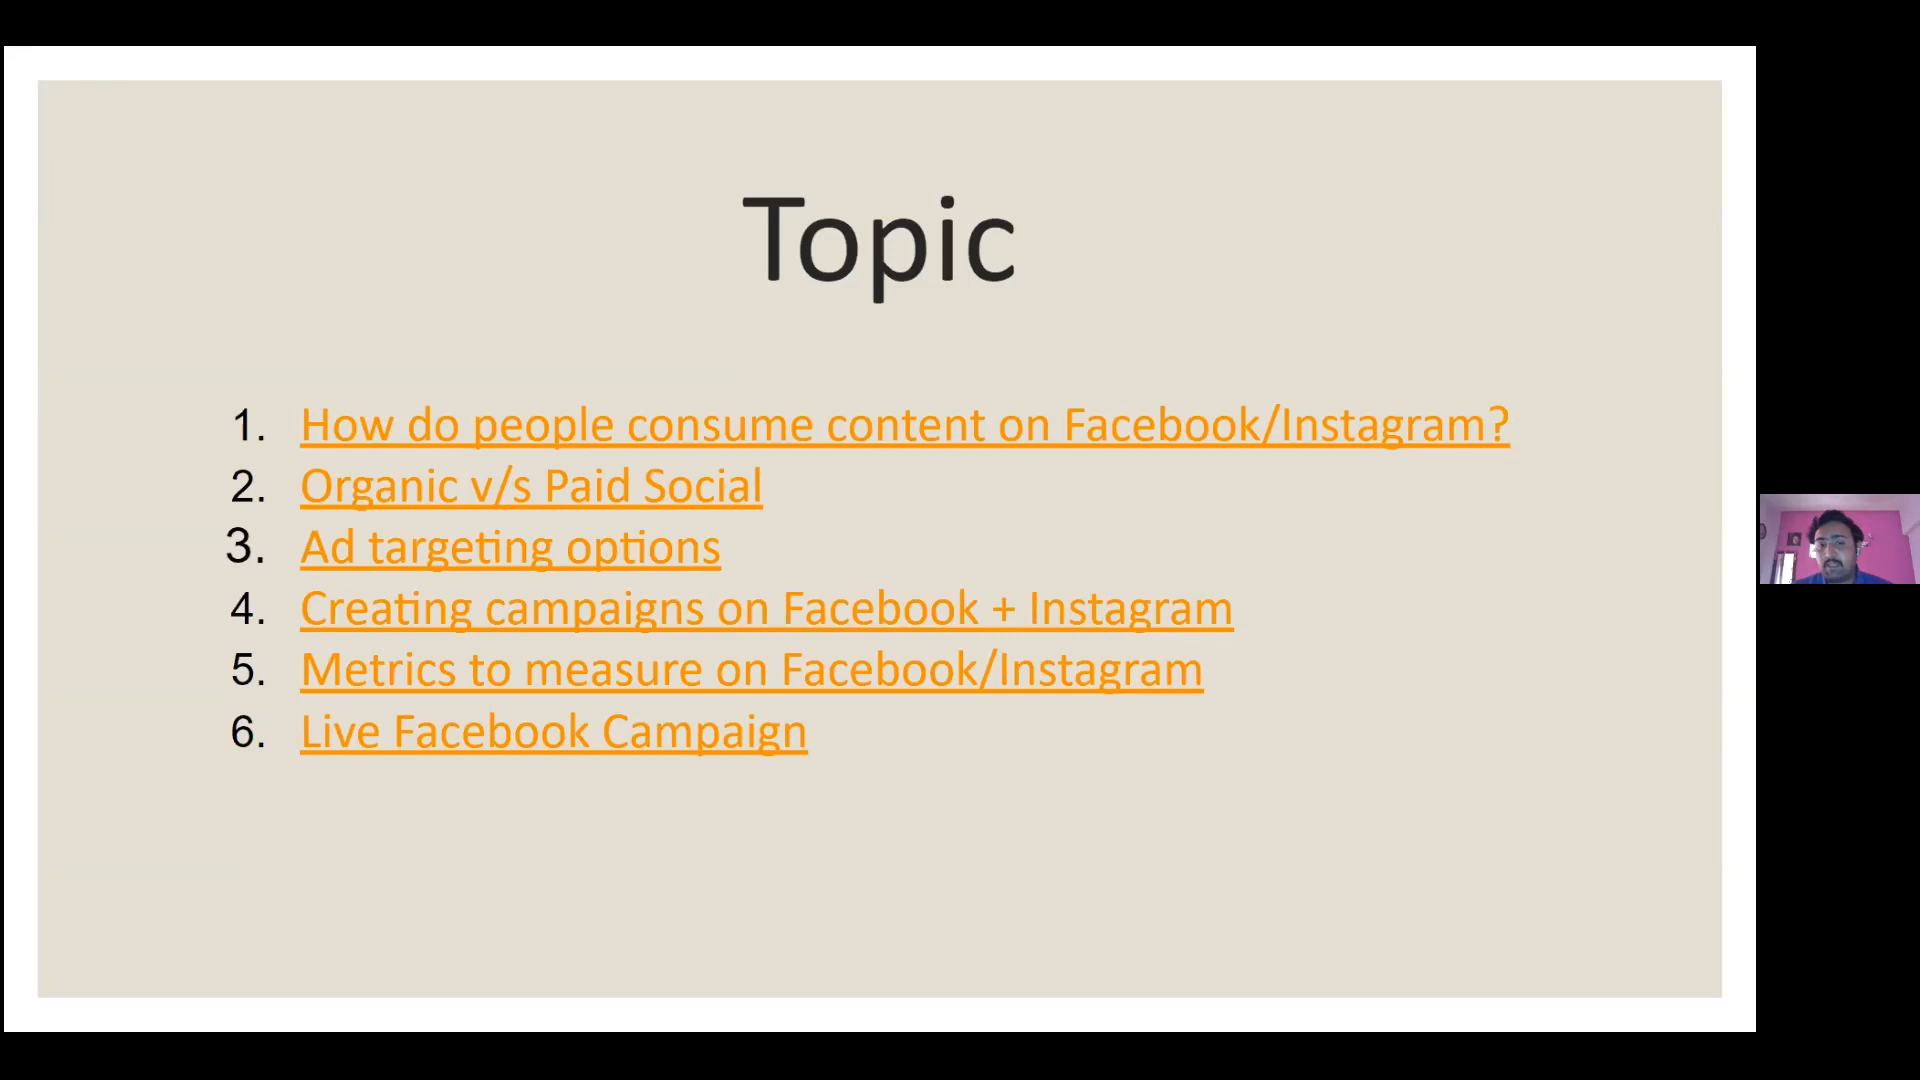 Topic
1. How do people consume content on Facebook/Instagram?
2. Organic v/s Paid Social
3. Ad targeting options
4. Creating campaigns on Facebook + Instagram
5. Metrics to measure on Facebook/Instagram
6. Live Facebook Campaign